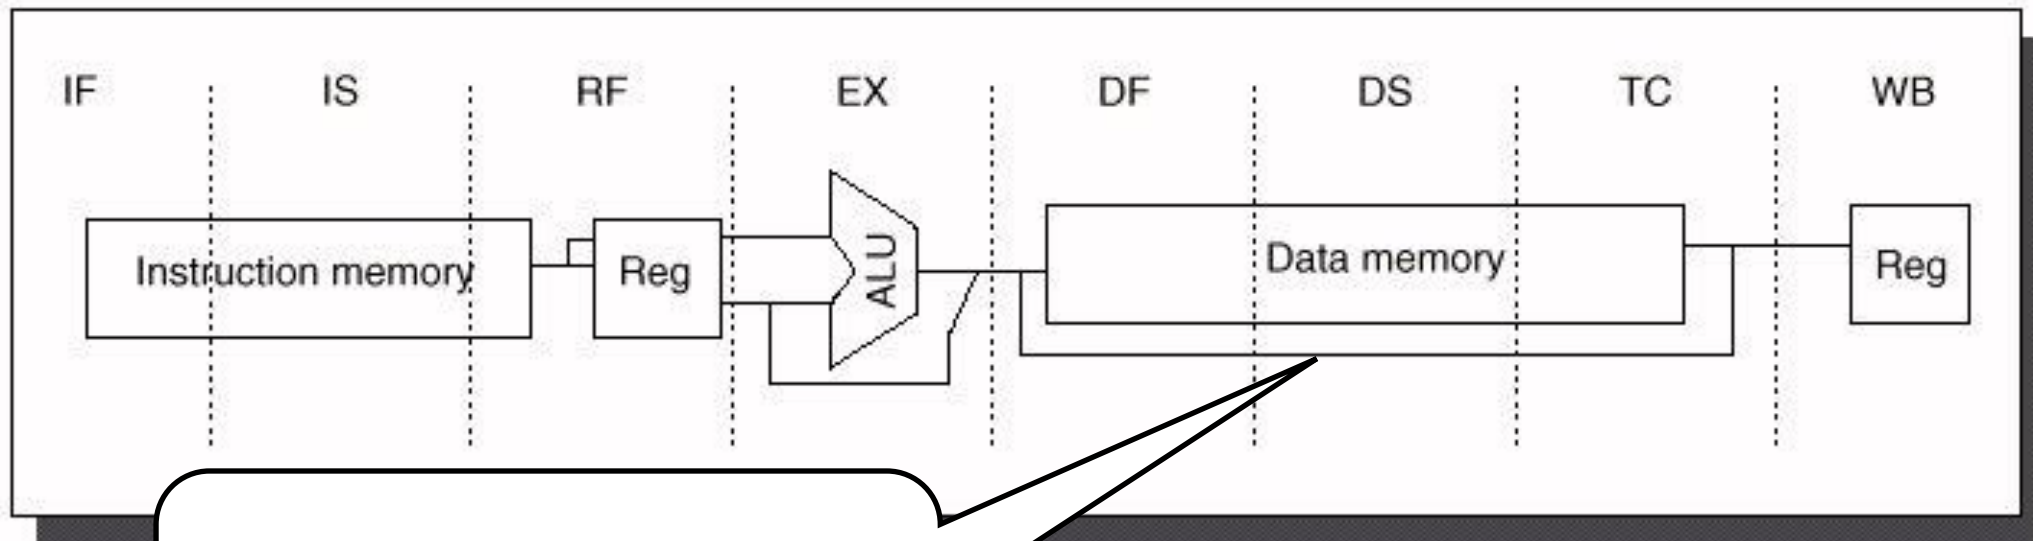 IF IS RF EX DF DS TC WB
Instruction memory Reg ALU Data memory Reg